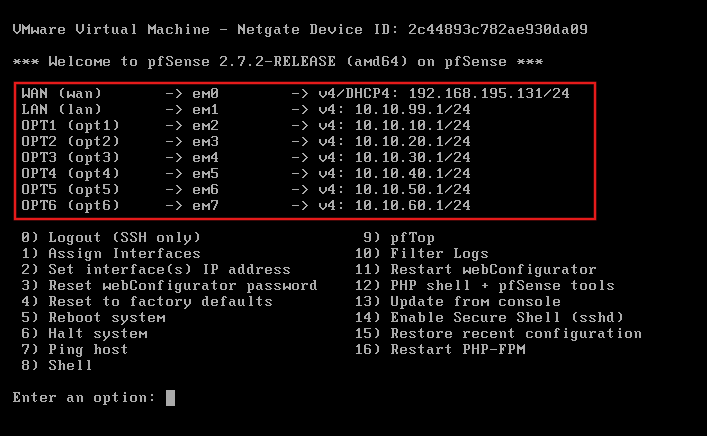 VMware Virtual Machine - Netgate Device ID: 2c44893c782ae930da09
*** Welcome to pfSense 2.7.2-RELEASE (amd64) on pfSense ***
WAN (wan) -> em0 -> v4/DHCP4: 192.168.195.131/24
LAN (lan) -> em1 -> v4: 10.10.99.1/24
OPT1 (opt1) -> em2 -> v4: 10.10.10.1/24
OPT2 (opt2) -> em3 -> v4: 10.10.20.1/24
OPT3 (opt3) -> em4 -> v4: 10.10.30.1/24
OPT4 (opt4) -> em5 -> v4: 10.10.40.1/24
OPT5 (opt5) -> em6 -> v4: 10.10.50.1/24
OPT6 (opt6) -> em7 -> v4: 10.10.60.1/24
0) Logout (SSH only) 9) pfTop
1) Assign Interfaces 10) Filter Logs
2) Set interface(s) IP address 11) Restart webConfigurator
3) Reset webConfigurator password 12) PHP shell + pfSense tools
4) Reset to factory defaults 13) Update from console
5) Reboot system 14) Enable Secure Shell (sshd)
6) Halt system 15) Restore recent configuration
7) Ping host 16) Restart PHP-FPM
8) Shell
Enter an option: